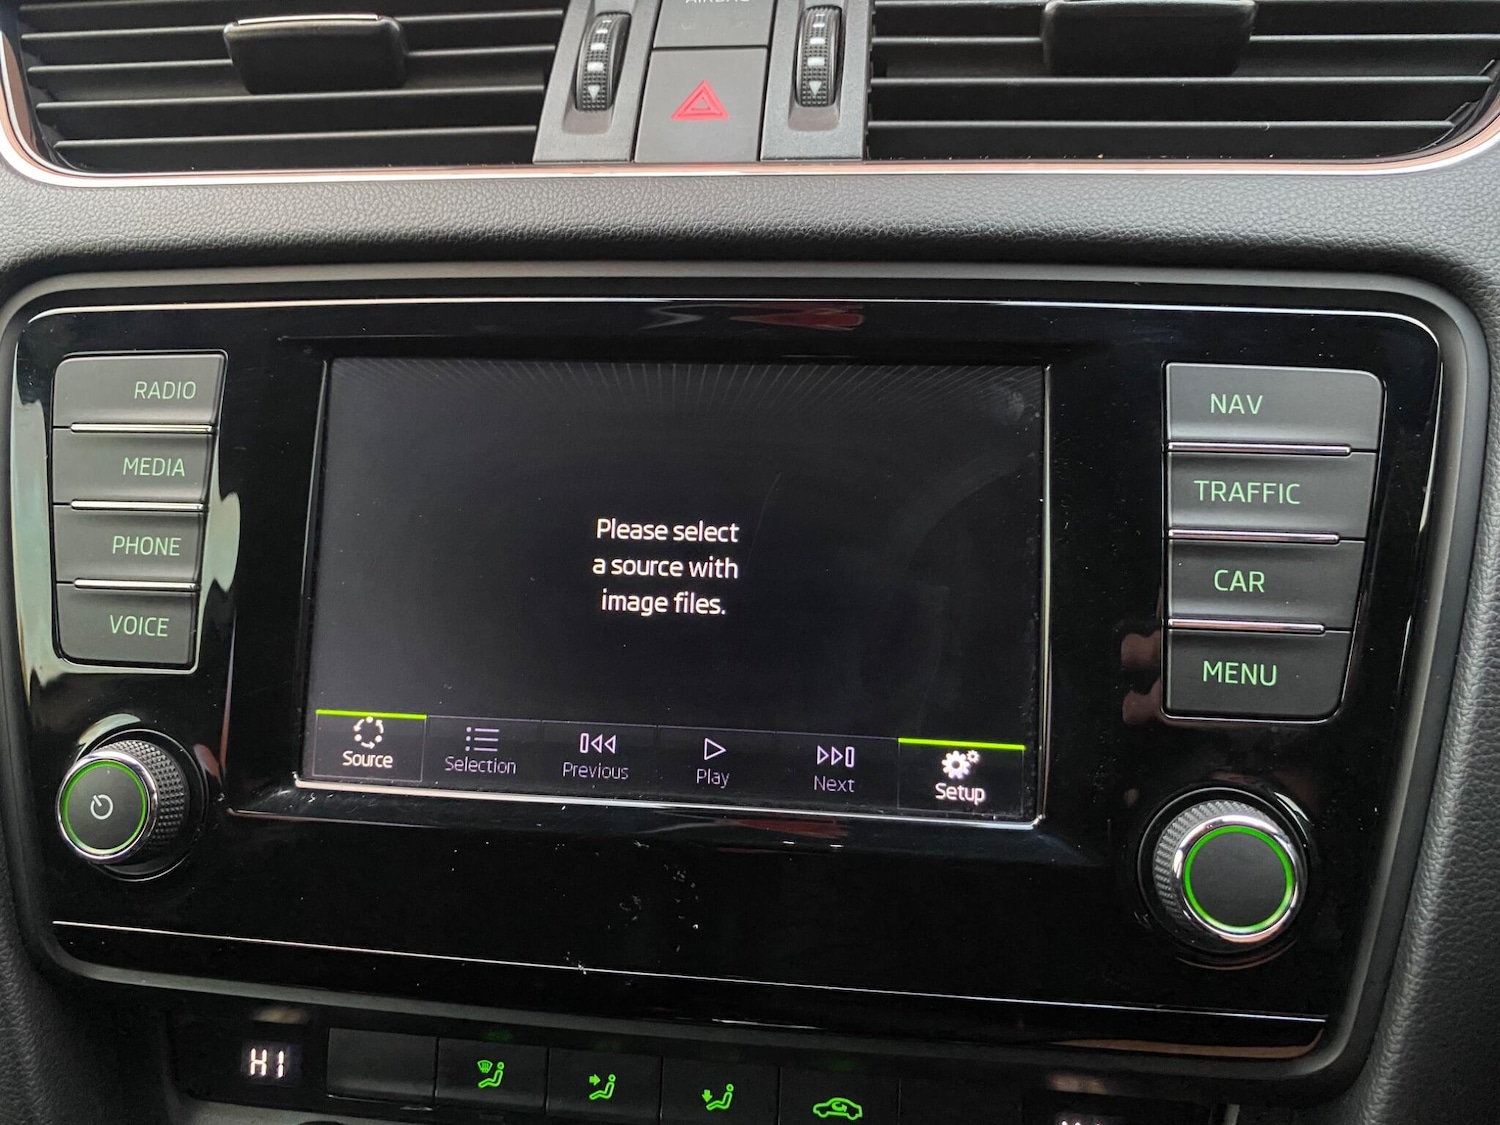 AIRBAG
RADIO
MEDIA
PHONE
VOICE
NAV
TRAFFIC
CAR
MENU
Please select
a source with
image files.
Source
Selection
Previous
Play
Next
Setup
HI